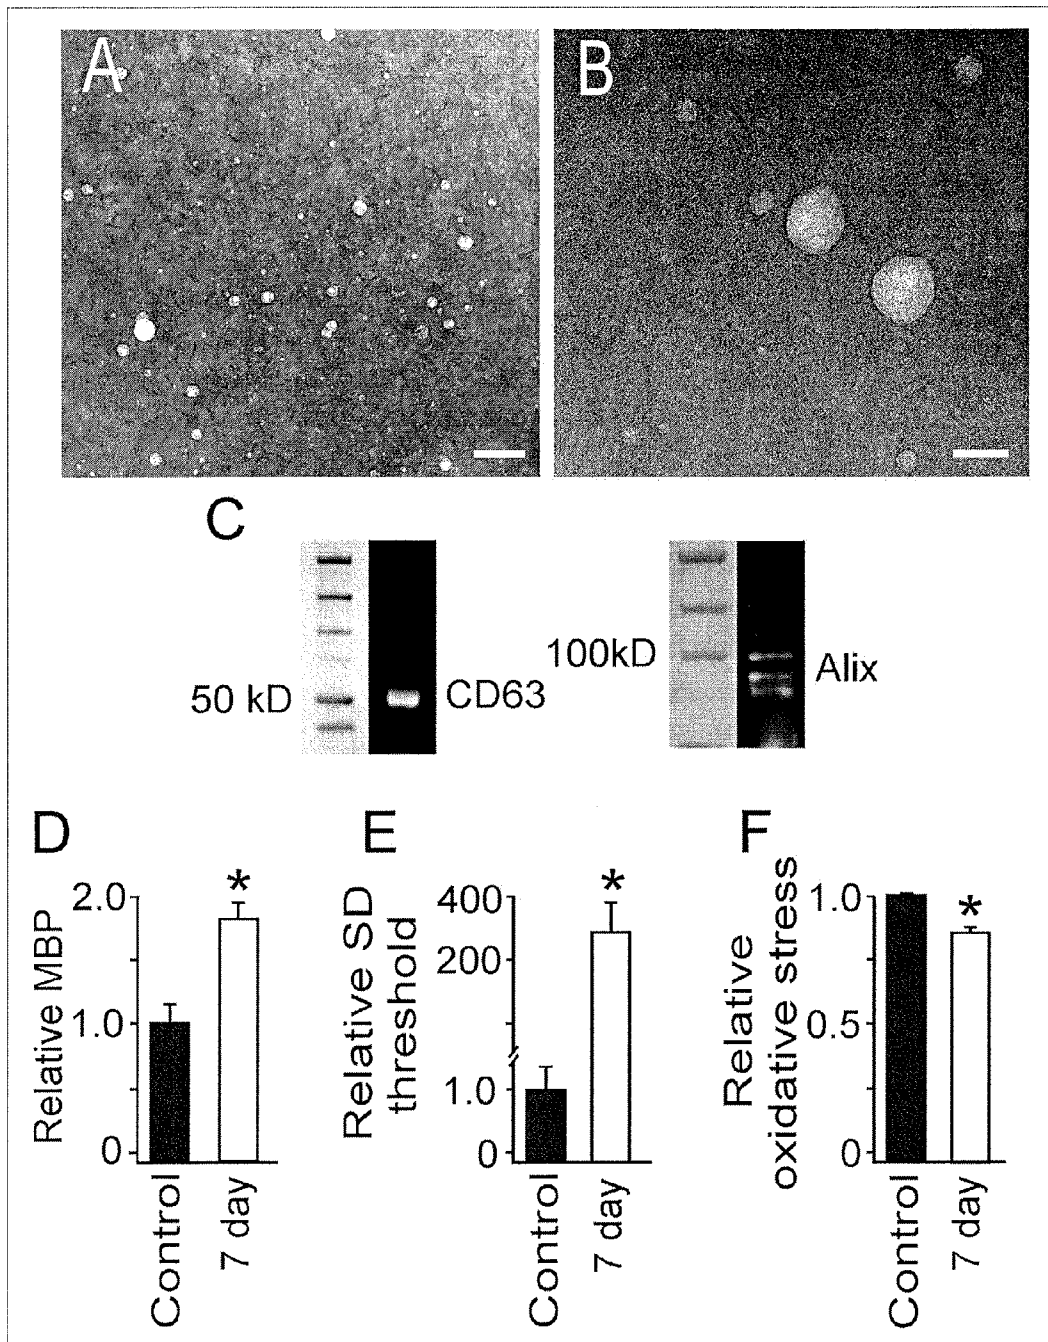 A
B
C
50 kD
CD63
100kD
Alix
D
Relative MBP
2.0
1.0
0
*
Control
7 day
E
Relative SD
threshold
400
200
1.0
0
*
Control
7 day
F
Relative
oxidative stress
1.0
0.5
0
*
Control
7 day